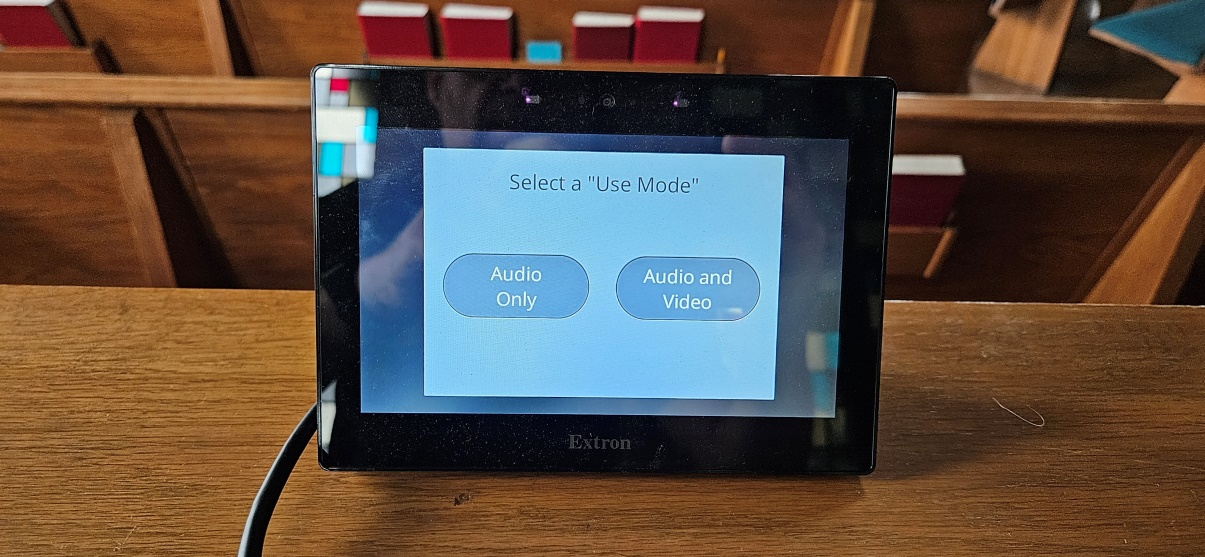 Select a "Use Mode"
Audio
Only
Audio and
Video
Extron